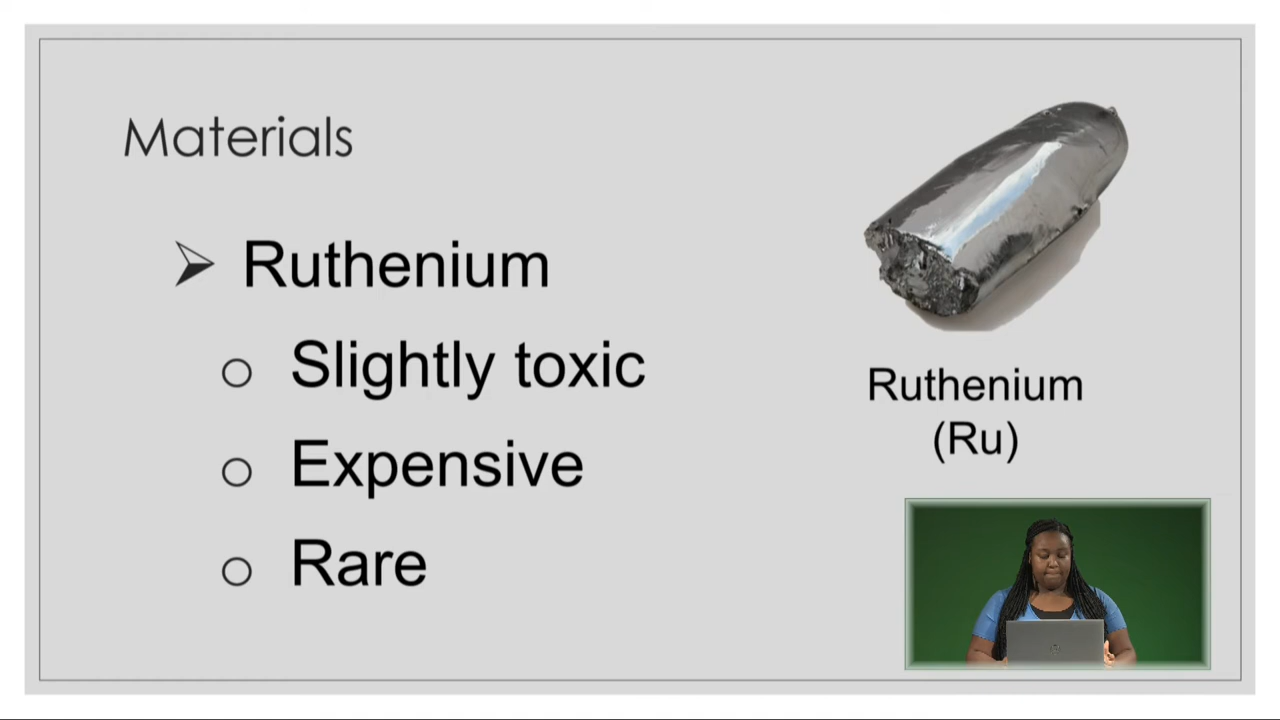 Materials
Ruthenium
Slightly toxic
Expensive
Rare
Ruthenium
(Ru)